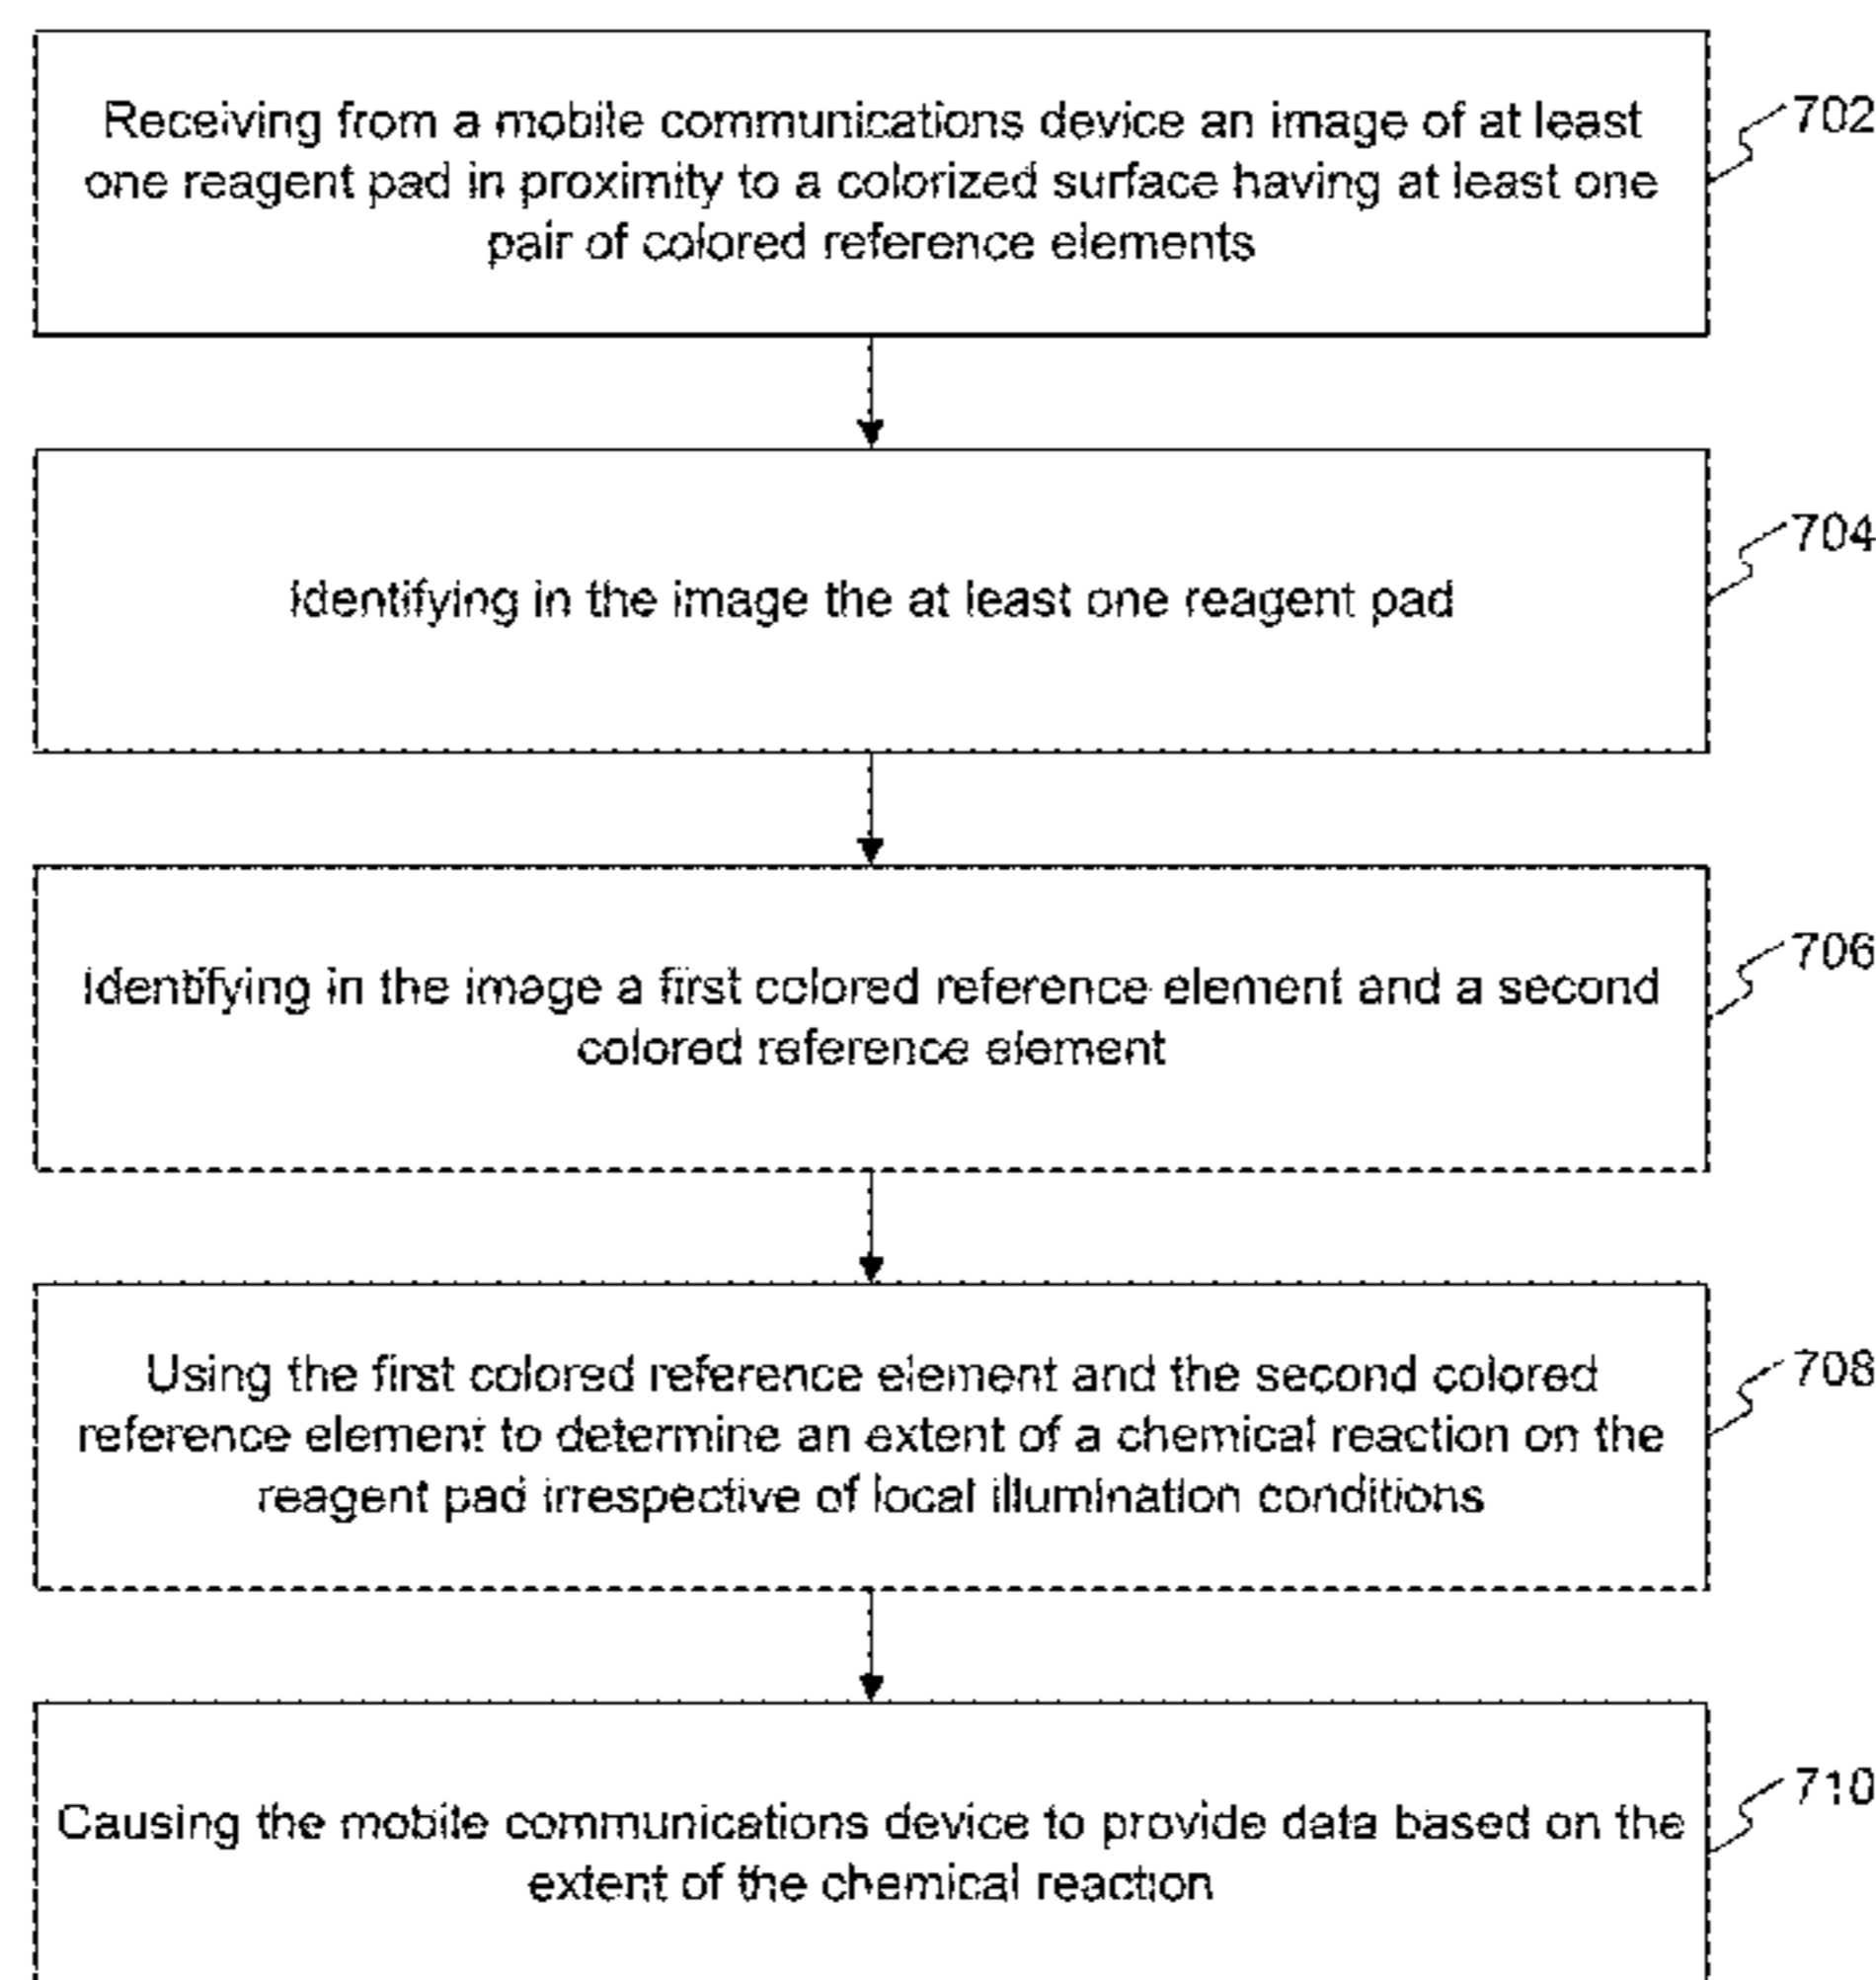 Receiving from a mobile communications device an image of at least
one reagent pad in proximity to a colorized surface having at least one
pair of colored reference elements
702
Identifying in the image the at least one reagent pad
704
Identifying in the image a first colored reference element and a second
colored reference element
706
Using the first colored reference element and the second colored
reference element to determine an extent of a chemical reaction on the
reagent pad irrespective of local illumination conditions
708
Causing the mobile communications device to provide data based on the
extent of the chemical reaction
710